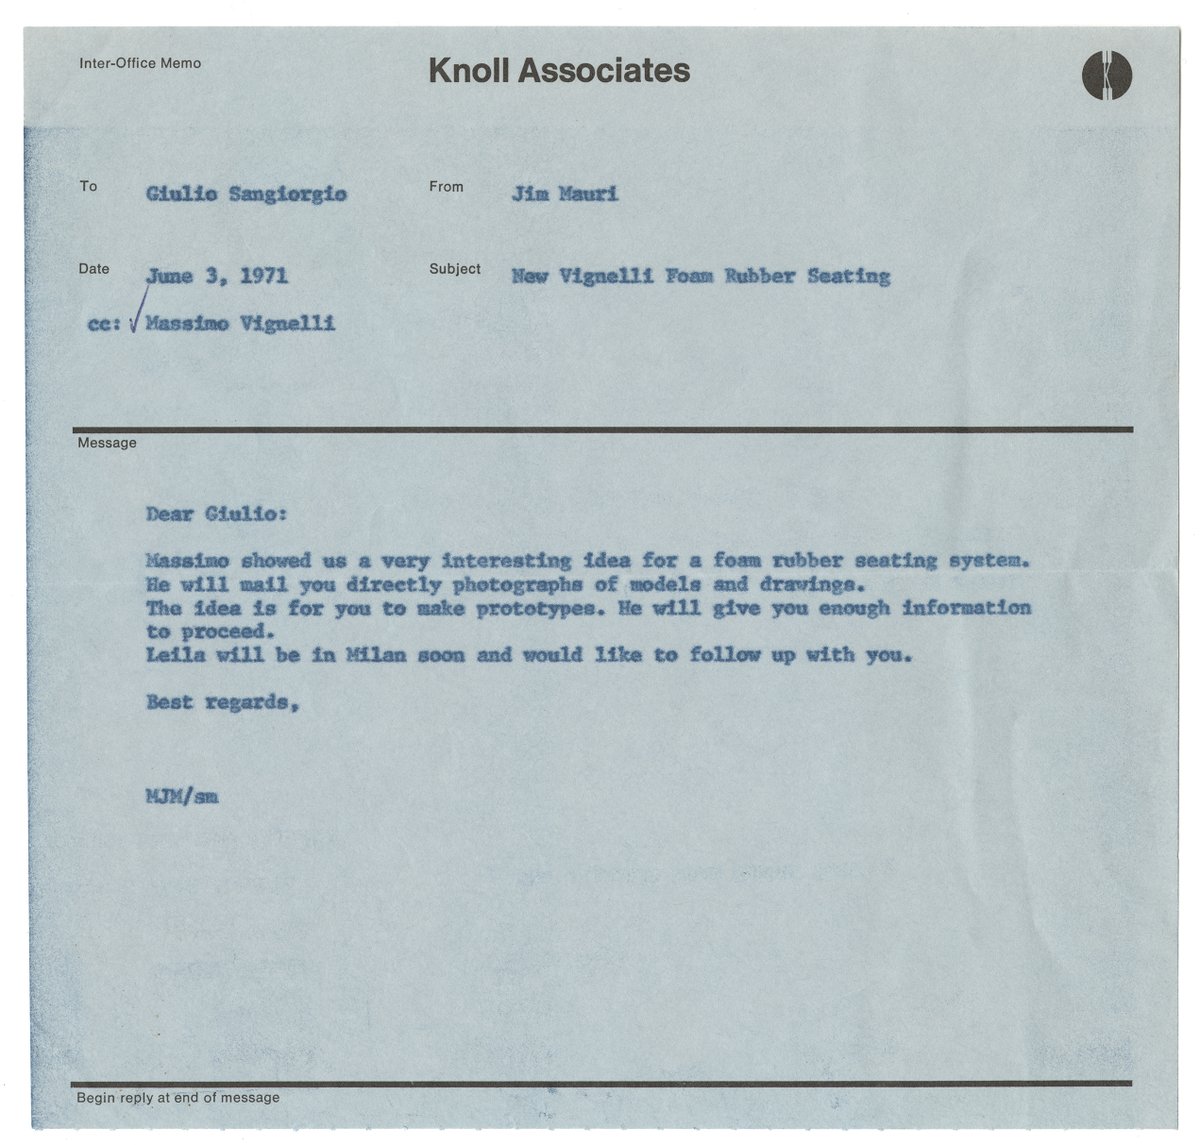 Inter-Office Memo
Knoll Associates
K
To
Giulio Sangiorgio
From
Jim Mauri
Date
June 3, 1971
Subject
New Vignelli Foam Rubber Seating
cc: Massimo Vignelli
Message
Dear Giulio:
Massimo showed us a very interesting idea for a foam rubber seating system.
He will mail you directly photographs of models and drawings.
The idea is for you to make prototypes. He will give you enough information
to proceed.
Leila will be in Milan soon and would like to follow up with you.
Best regards,
MJM/sm
Begin reply at end of message